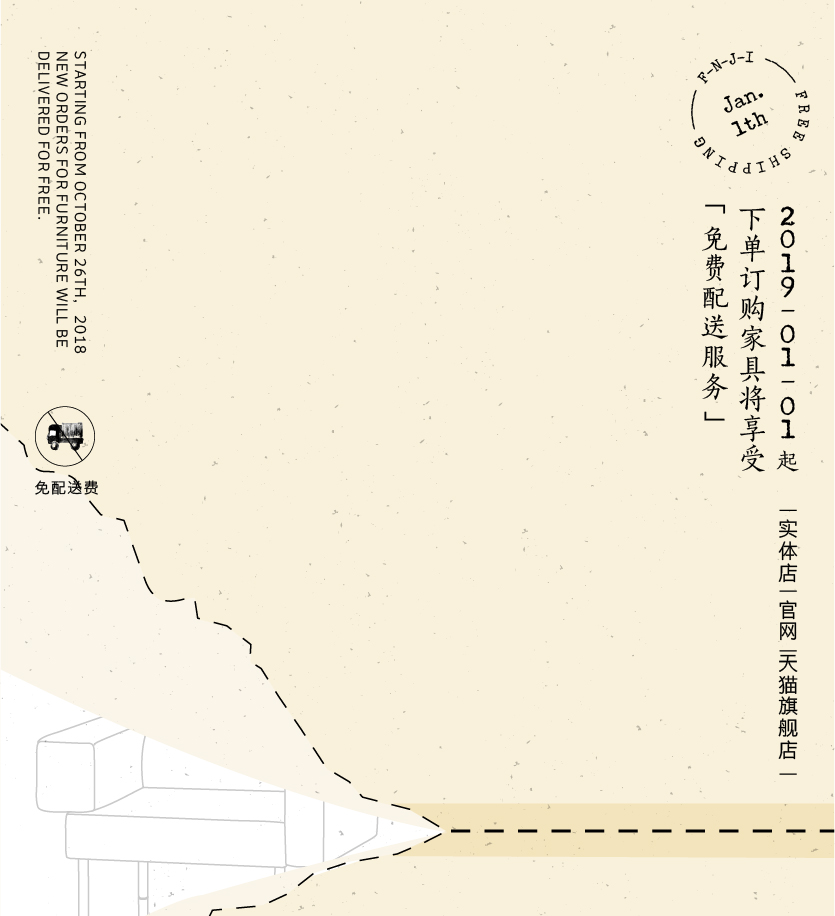 F-N-J-I
FREE SHIPPING
Jan.
1th
2019-01-01起
下单订购家具将享受
「免费配送服务」
—实体店—官网—天猫旗舰店—
STARTING FROM OCTOBER 26TH, 2018
NEW ORDERS FOR FURNITURE WILL BE
DELIVERED FOR FREE.
免配送费